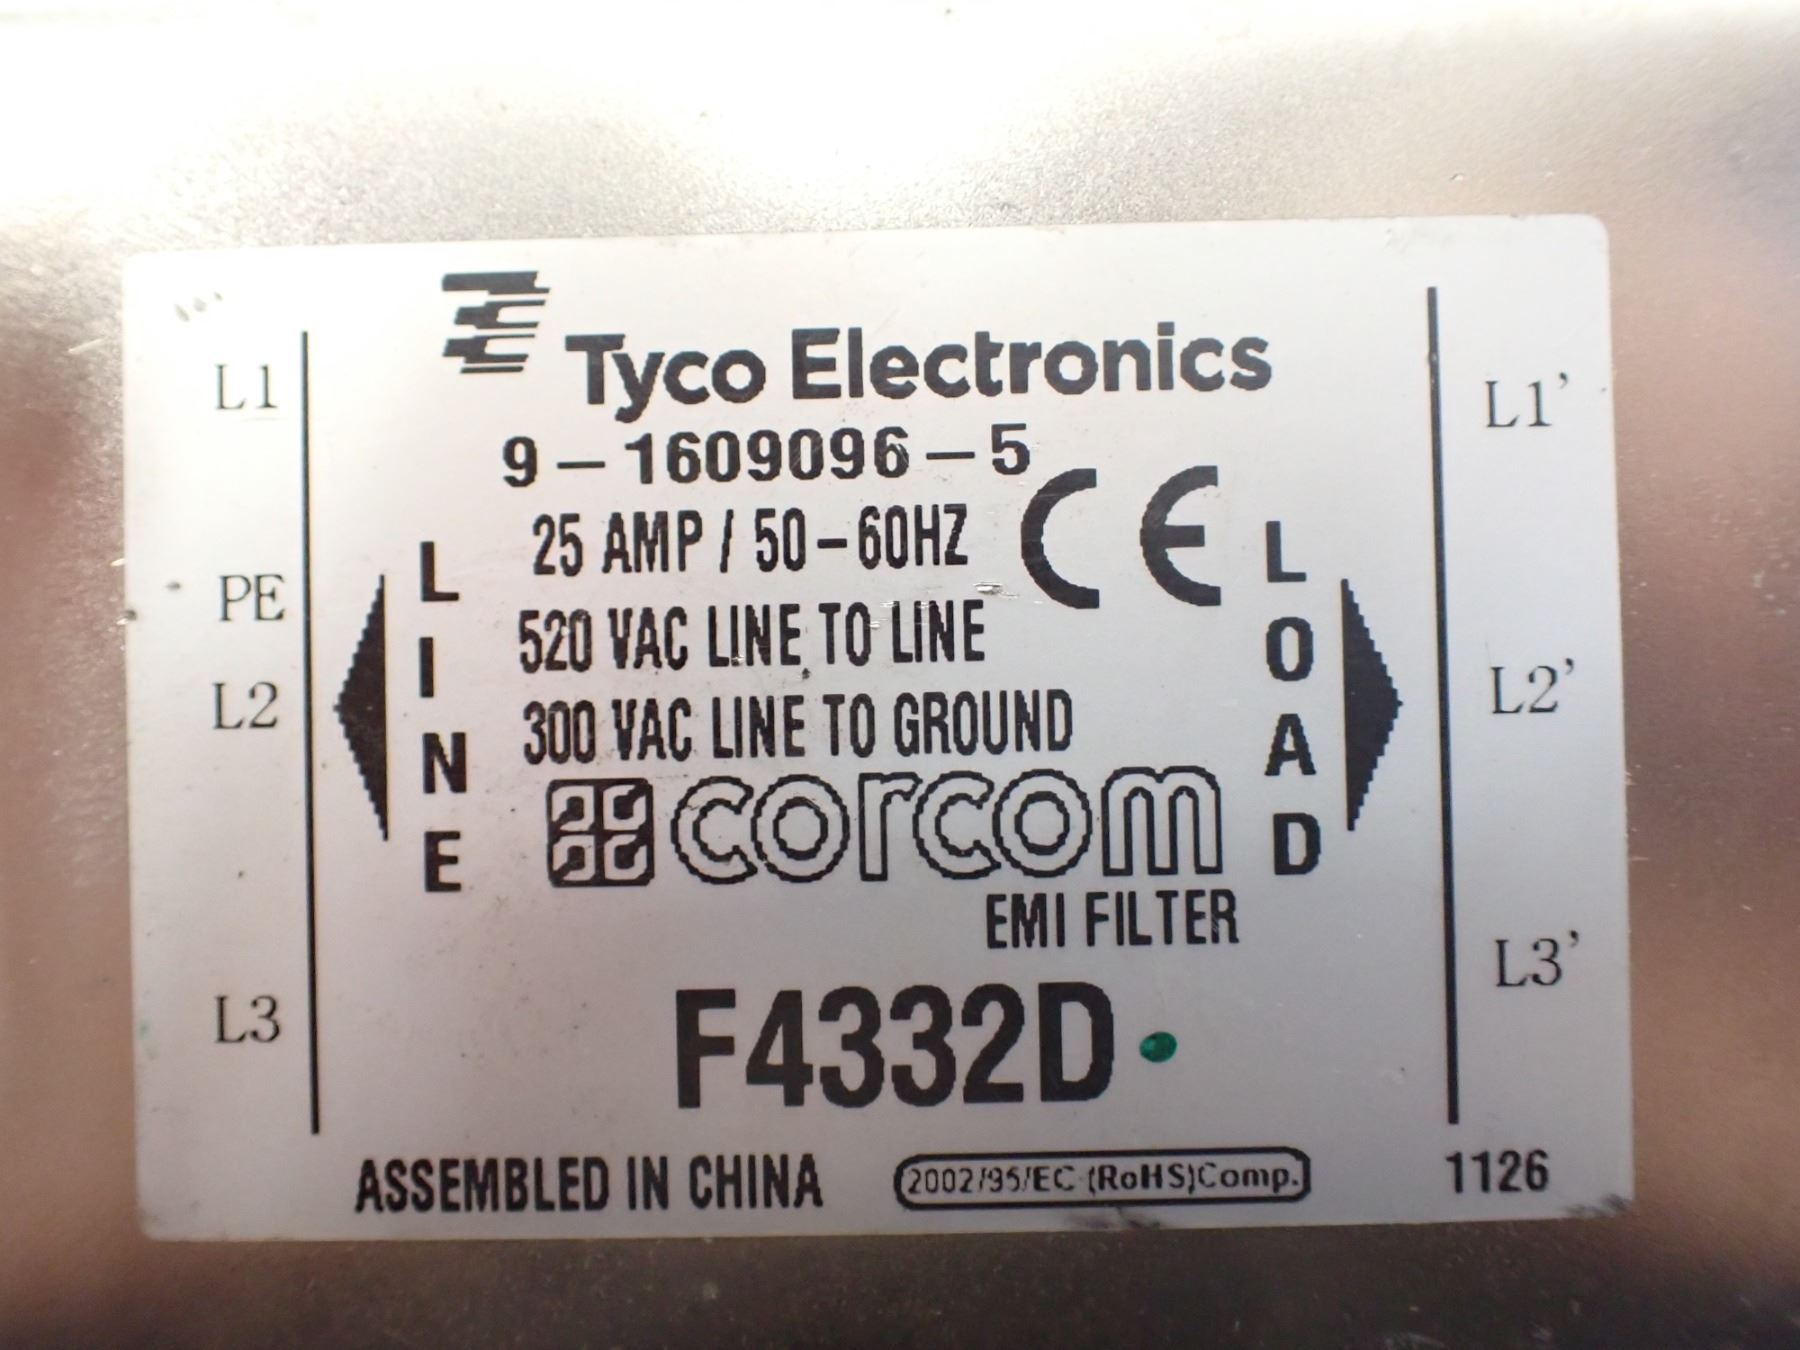 Tyco Electronics
9-1609096-5
25 AMP / 50-60HZ
CE
520 VAC LINE TO LINE
300 VAC LINE TO GROUND
corcom
EMI FILTER
F4332D
ASSEMBLED IN CHINA
2002/95/EC (RoHS)Comp.
1126
L1
PE
L2
L3
LINE
LOAD
L1'
L2'
L3'